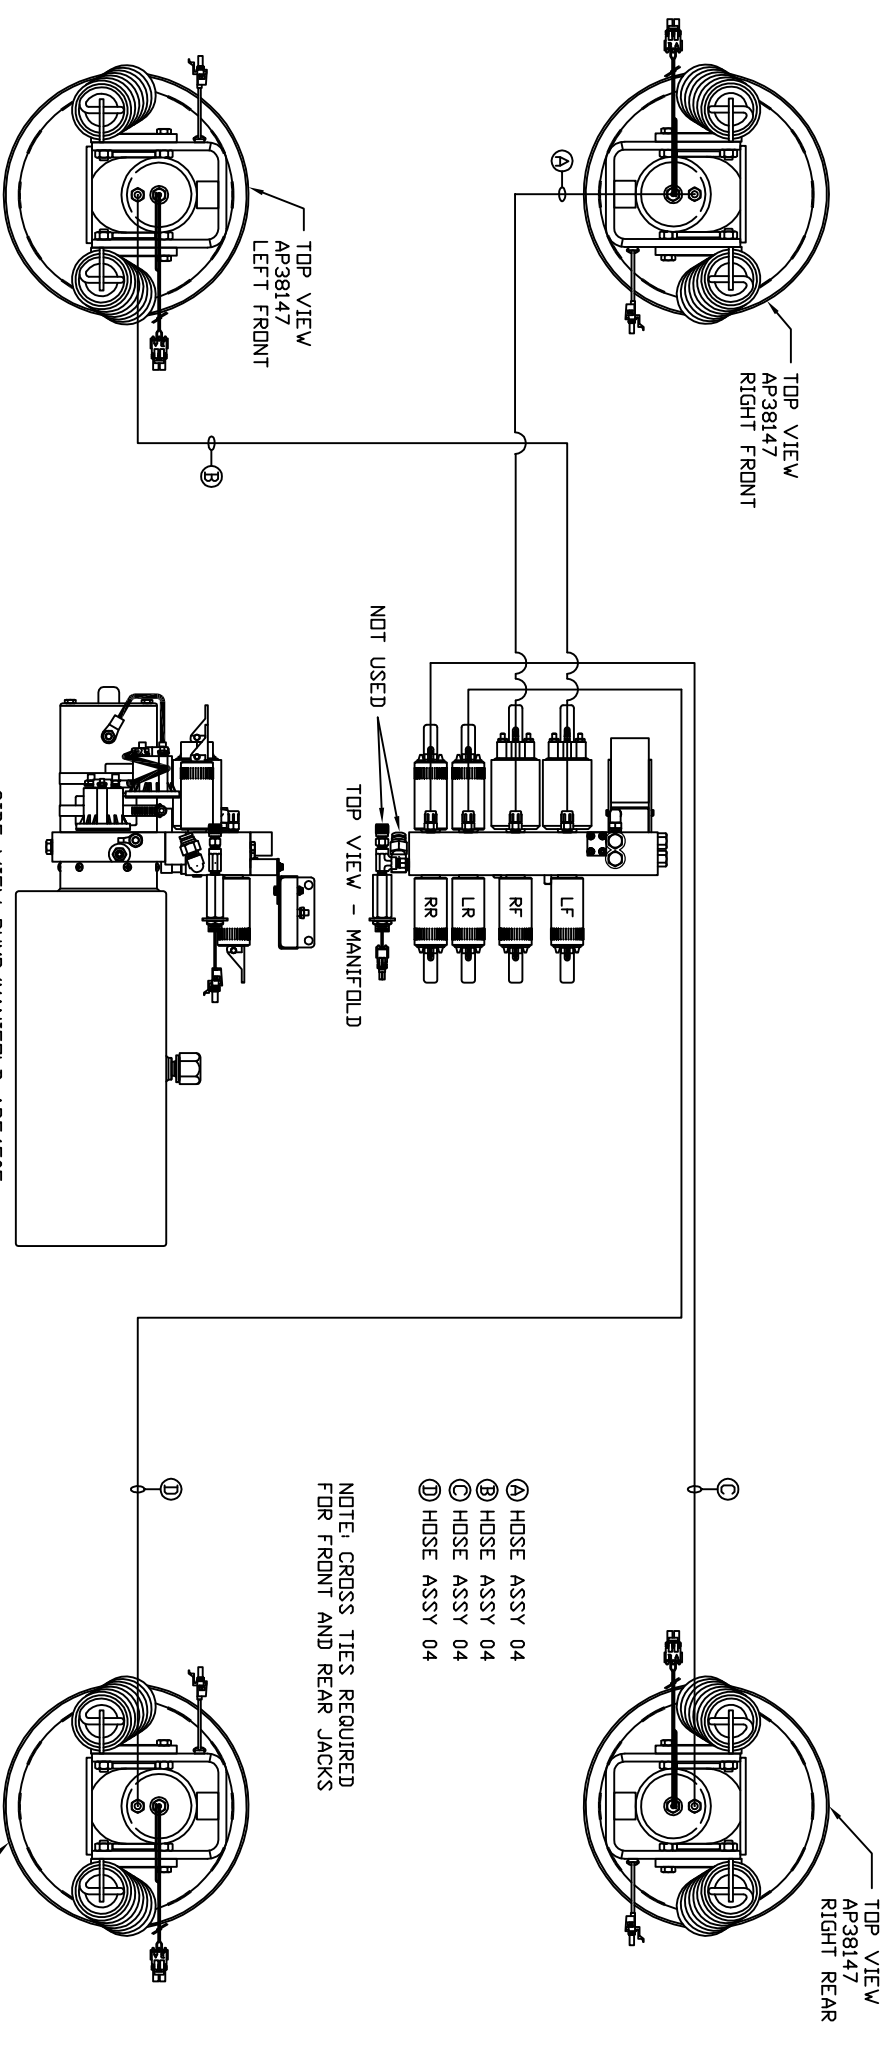 TOP VIEW
AP38147
RIGHT FRONT
A
TOP VIEW
AP38147
LEFT FRONT
B
NOT USED
TOP VIEW - MANIFOLD
LF
RF
LR
RR
C
D
A HOSE ASSY 04
B HOSE ASSY 04
C HOSE ASSY 04
D HOSE ASSY 04
NOTE: CROSS TIES REQUIRED
FOR FRONT AND REAR JACKS
TOP VIEW
AP38147
RIGHT REAR